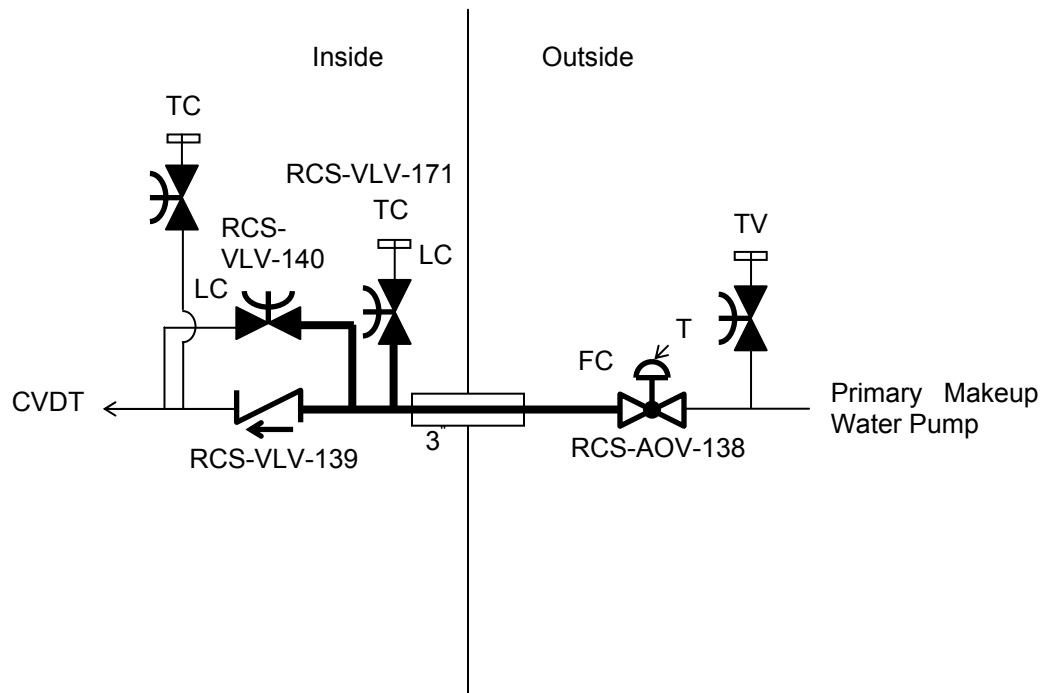 Inside
Outside
TC
RCS-VLV-171
TC
RCS-
VLV-140
LC
LC
TV
T
FC
CVDT
Primary Makeup
Water Pump
3"
RCS-VLV-139
RCS-AOV-138